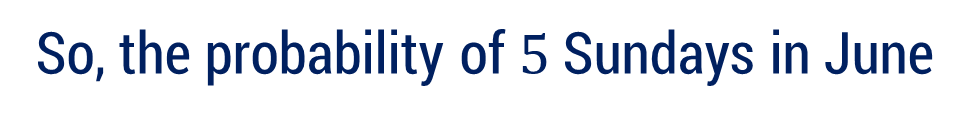 So, the probability of 5 Sundays in June